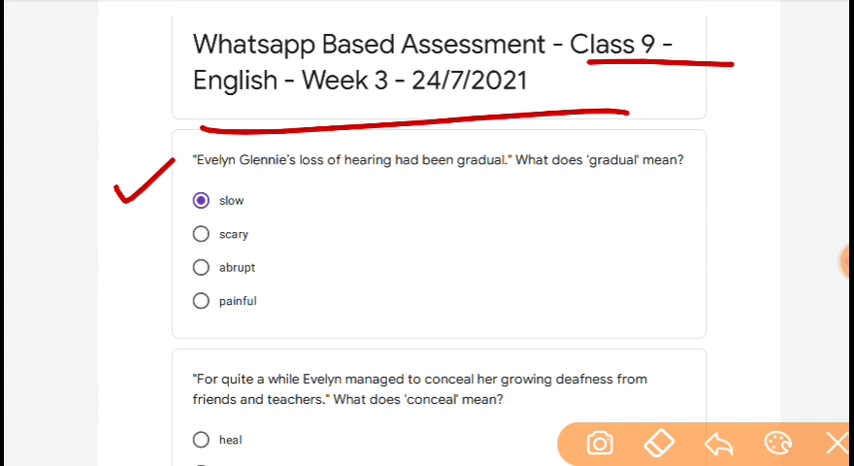 Whatsapp Based Assessment - Class 9 -
English - Week 3 - 24/7/2021
"Evelyn Glennie's loss of hearing had been gradual." What does 'gradual' mean?
slow
scary
abrupt
painful
"For quite a while Evelyn managed to conceal her growing deafness from
friends and teachers." What does 'conceal' mean?
heal